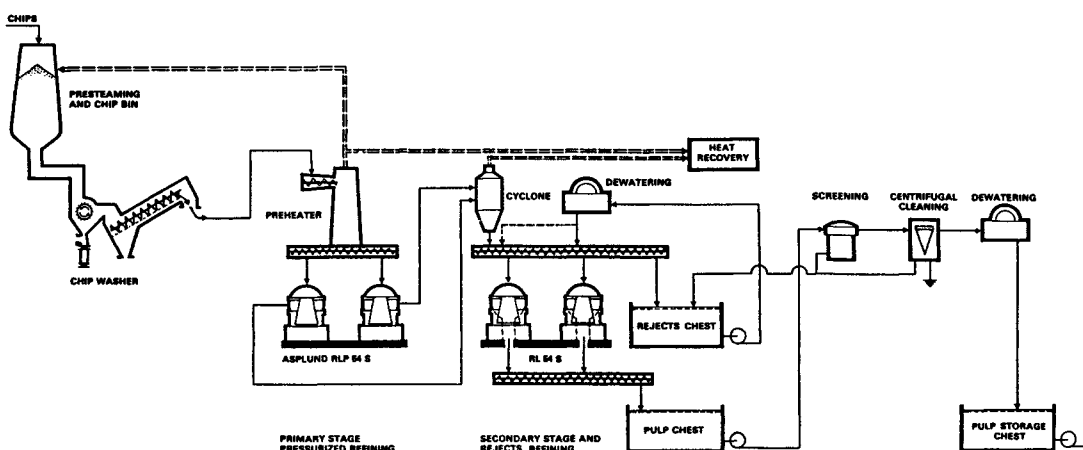 CHIPS
PRESTEAMING
AND CHIP BIN
CHIP WASHER
PREHEATER
ASPLUND RLP 54 S
CYCLONE
DEWATERING
HEAT
RECOVERY
RL 54 S
REJECTS CHEST
PULP CHEST
SCREENING
CENTRIFUGAL
CLEANING
DEWATERING
PULP STORAGE
CHEST
PRIMARY STAGE
PRESSURIZED REFINING
SECONDARY STAGE AND
REJECTS REFINING